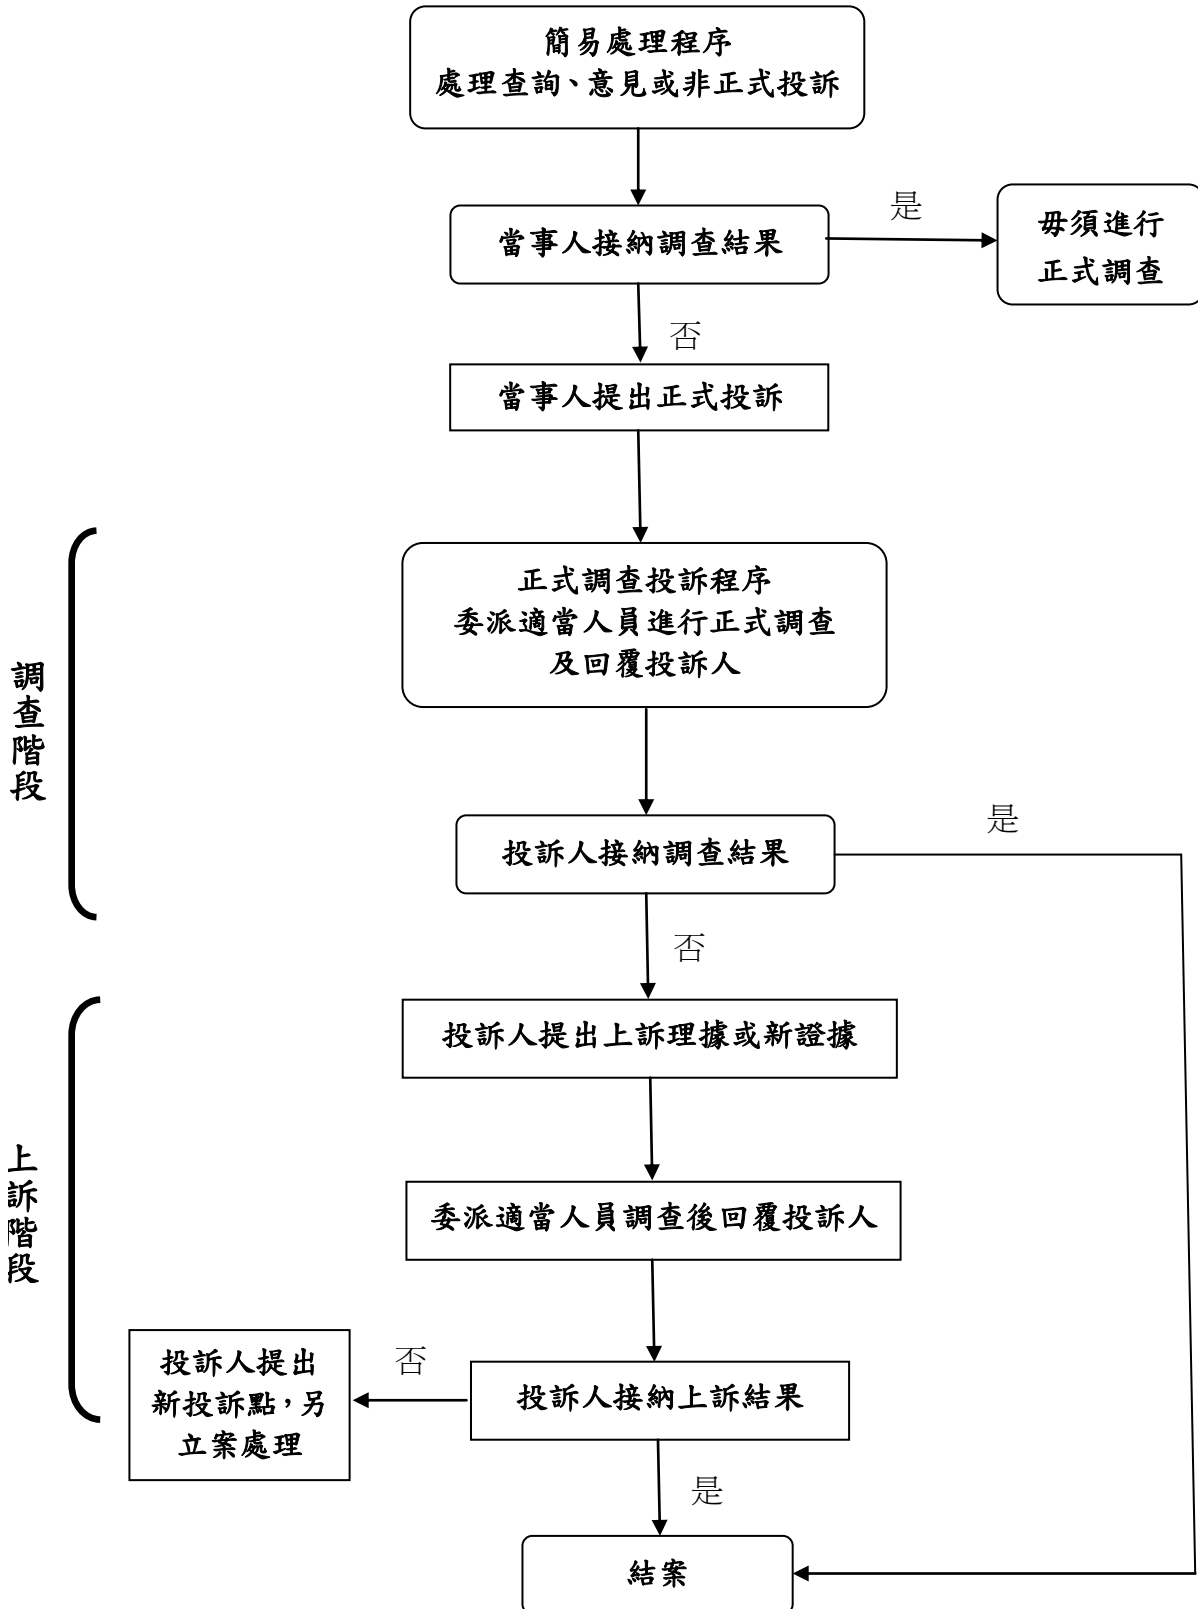 簡易處理程序
處理查詢、意見或非正式投訴
當事人接納調查結果
是
毋須進行
正式調查
否
當事人提出正式投訴
調查階段
正式調查投訴程序
委派適當人員進行正式調查
及回覆投訴人
投訴人接納調查結果
是
否
上訴階段
投訴人提出上訴理據或新證據
委派適當人員調查後回覆投訴人
投訴人接納上訴結果
否
投訴人提出
新投訴點，另
立案處理
是
結案